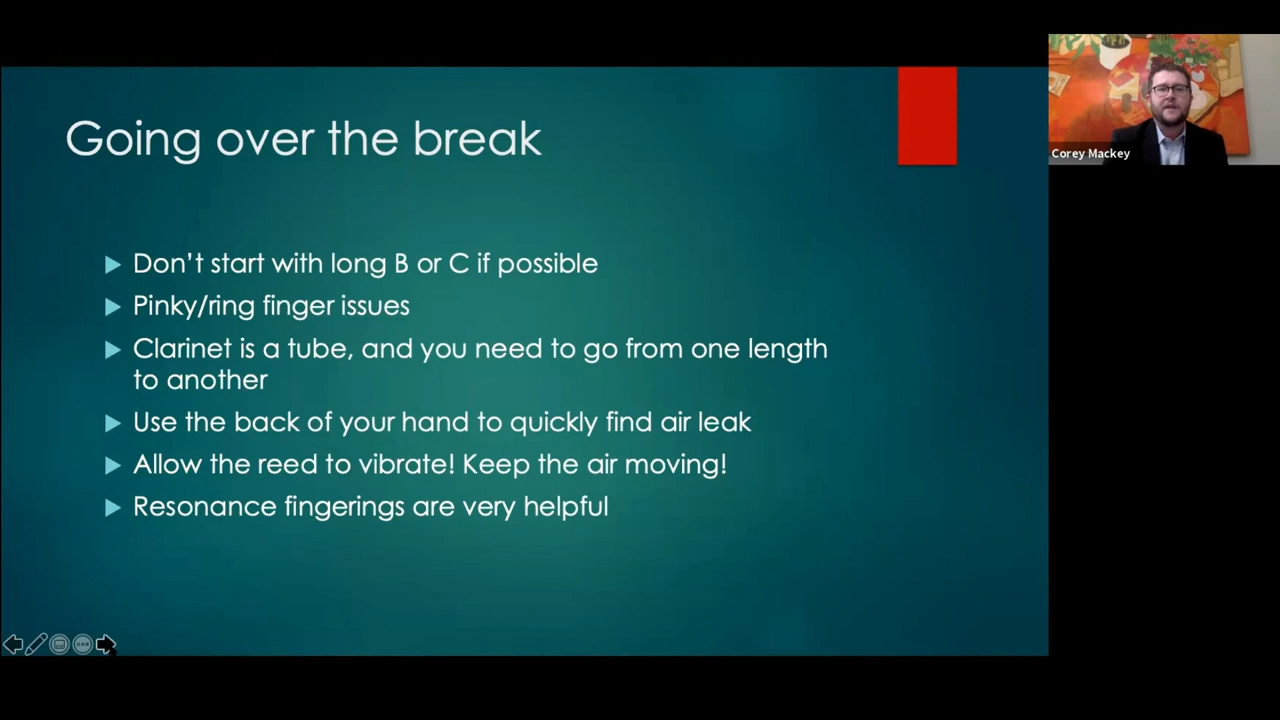 Going over the break
Don't start with long B or C if possible
Pinky/ring finger issues
Clarinet is a tube, and you need to go from one length
to another
Use the back of your hand to quickly find air leak
Allow the reed to vibrate! Keep the air moving!
Resonance fingerings are very helpful
Corey Mackey